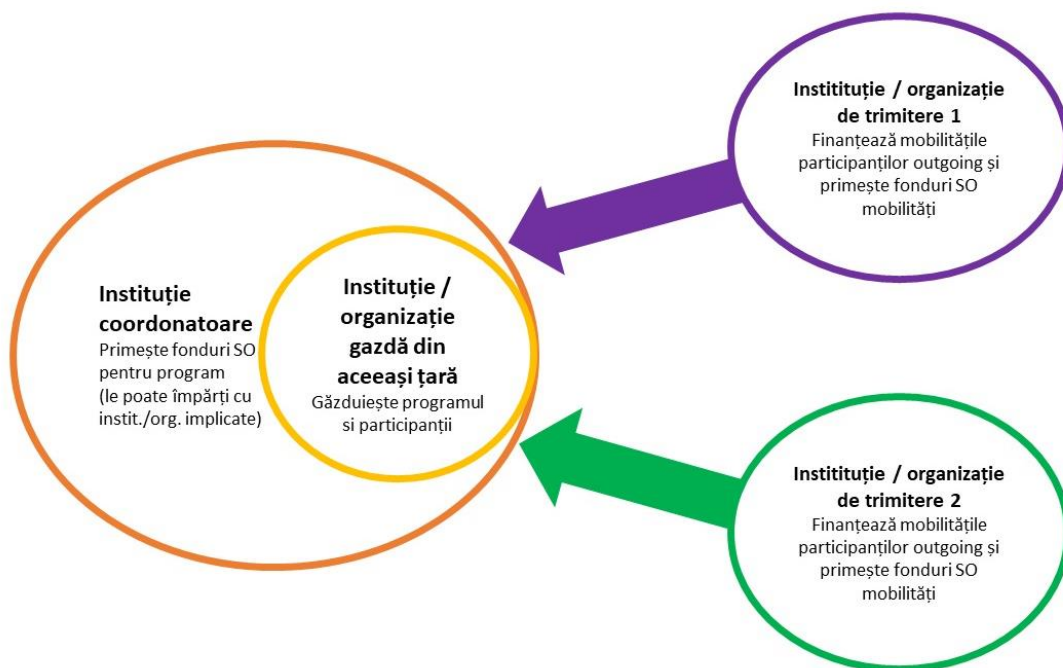 Instituție
coordonatoare
Primește fonduri SO
pentru program
(le poate împărți cu
instit./org. implicate)
Instituție /
organizație
gazdă din
aceeași țară
Găzduiește programul
si participanții
Institituție / organizație
de trimitere 1
Finanțează mobilitățile
participanților outgoing și
primește fonduri SO
mobilități
Institituție / organizație
de trimitere 2
Finanțează mobilitățile
participanților outgoing și
primește fonduri SO
mobilități